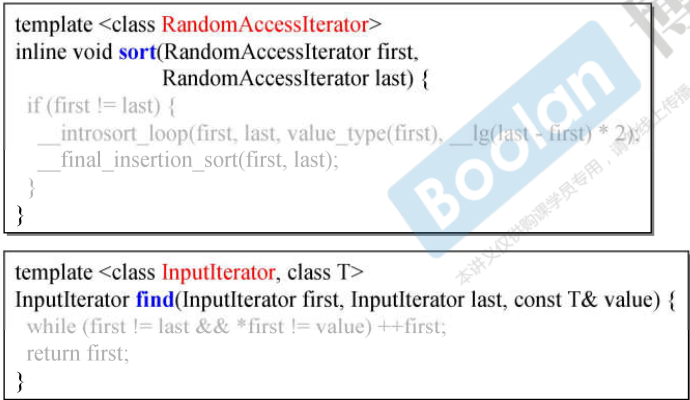 template <class RandomAccessIterator>
inline void sort(RandomAccessIterator first,
RandomAccessIterator last) {
if (first != last) {
__introsort_loop(first, last, value_type(first), __lg(last - first) * 2);
__final_insertion_sort(first, last);
}
}
template <class InputIterator, class T>
InputIterator find(InputIterator first, InputIterator last, const T& value) {
while (first != last && *first != value) ++first;
return first;
}
Boolan
博
本讲义仅供购课学员专用，请勿线上传播